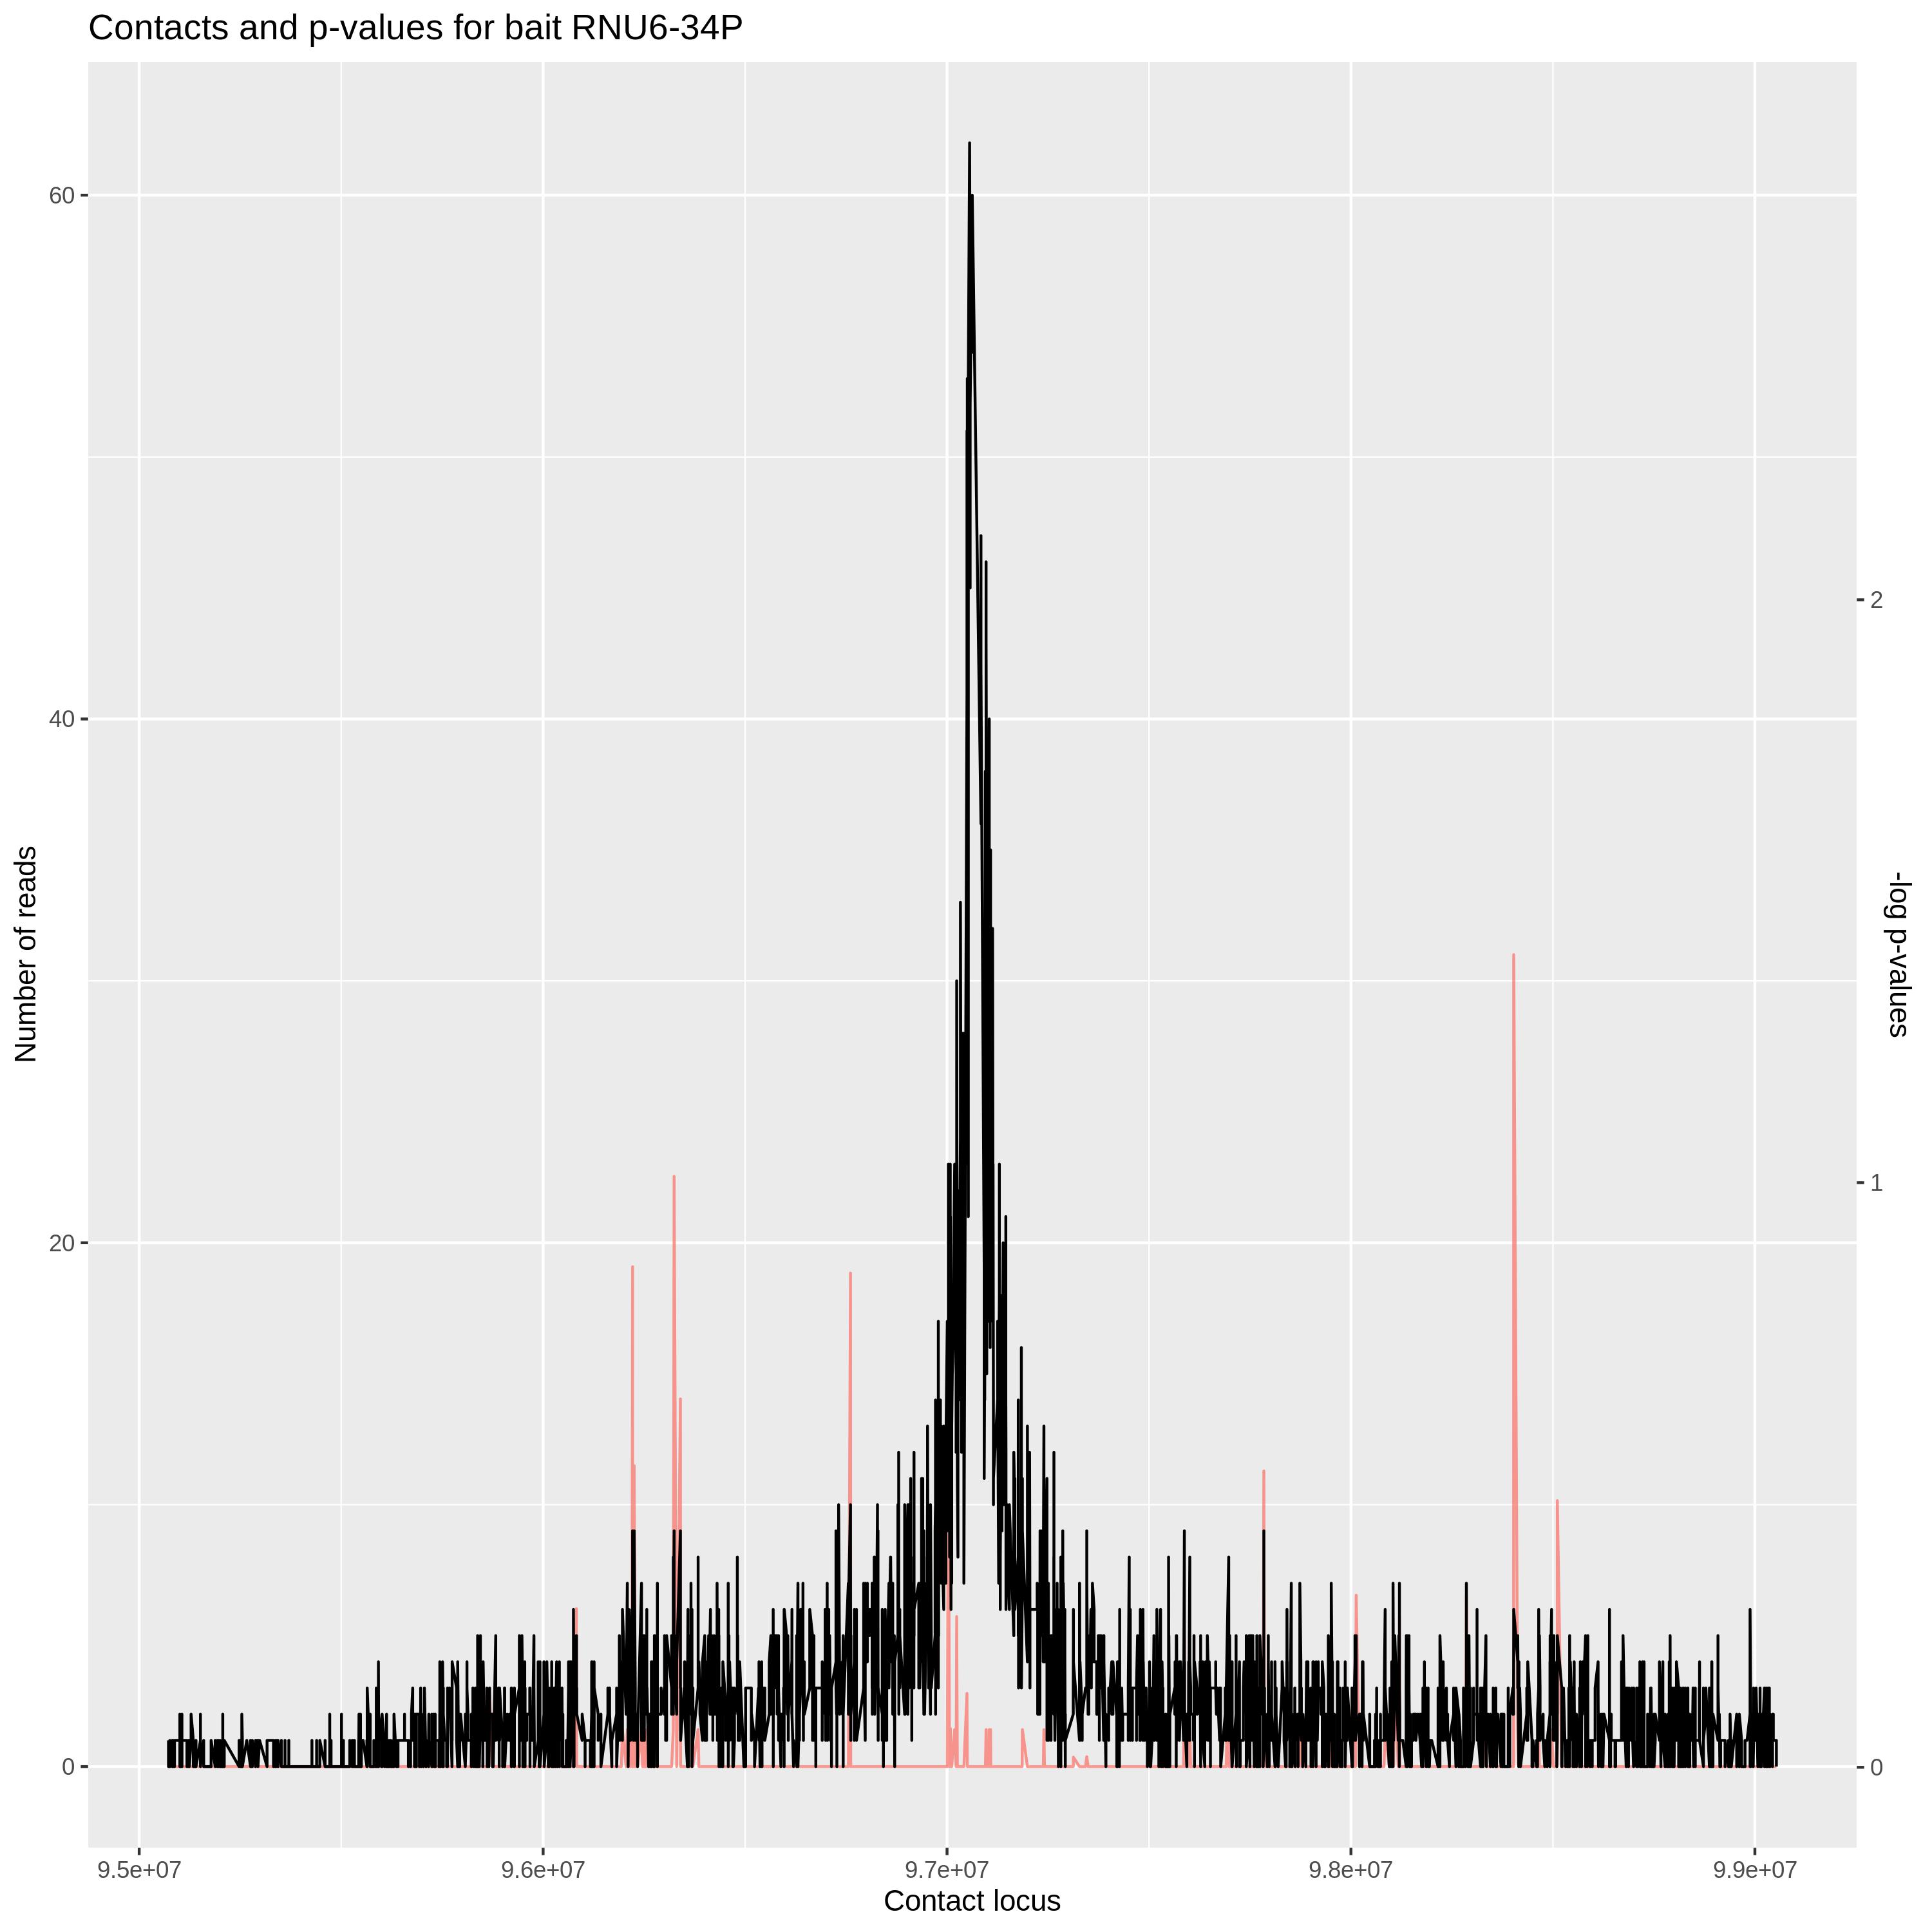 Contacts and p-values for bait RNU6-34P
Number of reads
60
40
20
0
2
1
0
-log p-values
9.5e+07
9.6e+07
9.7e+07
9.8e+07
9.9e+07
Contact locus